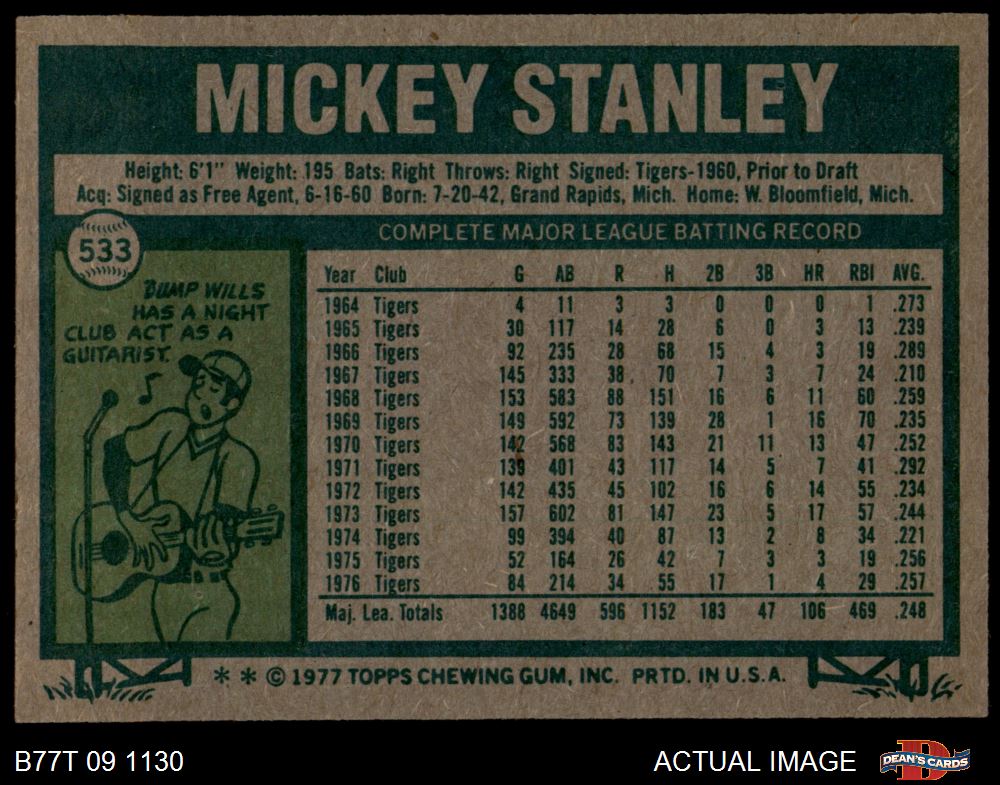 MICKEY STANLEY
Height: 6'1" Weight: 195 Bats: Right Throws: Right Signed: Tigers-1960, Prior to Draft
Acq: Signed as Free Agent, 6-16-60 Born: 7-20-42, Grand Rapids, Mich. Home: W. Bloomfield, Mich.
533
BUMP WILLS
HAS A NIGHT
CLUB ACT AS A
GUITARIST.
COMPLETE MAJOR LEAGUE BATTING RECORD
Year Club G AB R H 2B 3B HR RBI AVG.
1964 Tigers 4 11 3 3 0 0 0 1 .273
1965 Tigers 30 117 14 28 6 0 3 13 .239
1966 Tigers 92 235 28 68 15 4 3 19 .289
1967 Tigers 145 333 38 70 7 3 7 24 .210
1968 Tigers 153 583 88 151 16 6 11 60 .259
1969 Tigers 149 592 73 139 28 1 16 70 .235
1970 Tigers 142 568 83 143 21 11 13 47 .252
1971 Tigers 139 401 43 117 14 5 7 41 .292
1972 Tigers 142 435 45 102 16 6 14 55 .234
1973 Tigers 157 602 81 147 23 5 17 57 .244
1974 Tigers 99 394 40 87 13 2 8 34 .221
1975 Tigers 52 164 26 42 7 3 3 19 .256
1976 Tigers 84 214 34 55 17 1 4 29 .257
Maj. Lea. Totals 1388 4649 596 1152 183 47 106 469 .248
* * © 1977 TOPPS CHEWING GUM, INC. PRTD. IN U.S.A.
B77T 09 1130
ACTUAL IMAGE
D
DEAN'S CARDS